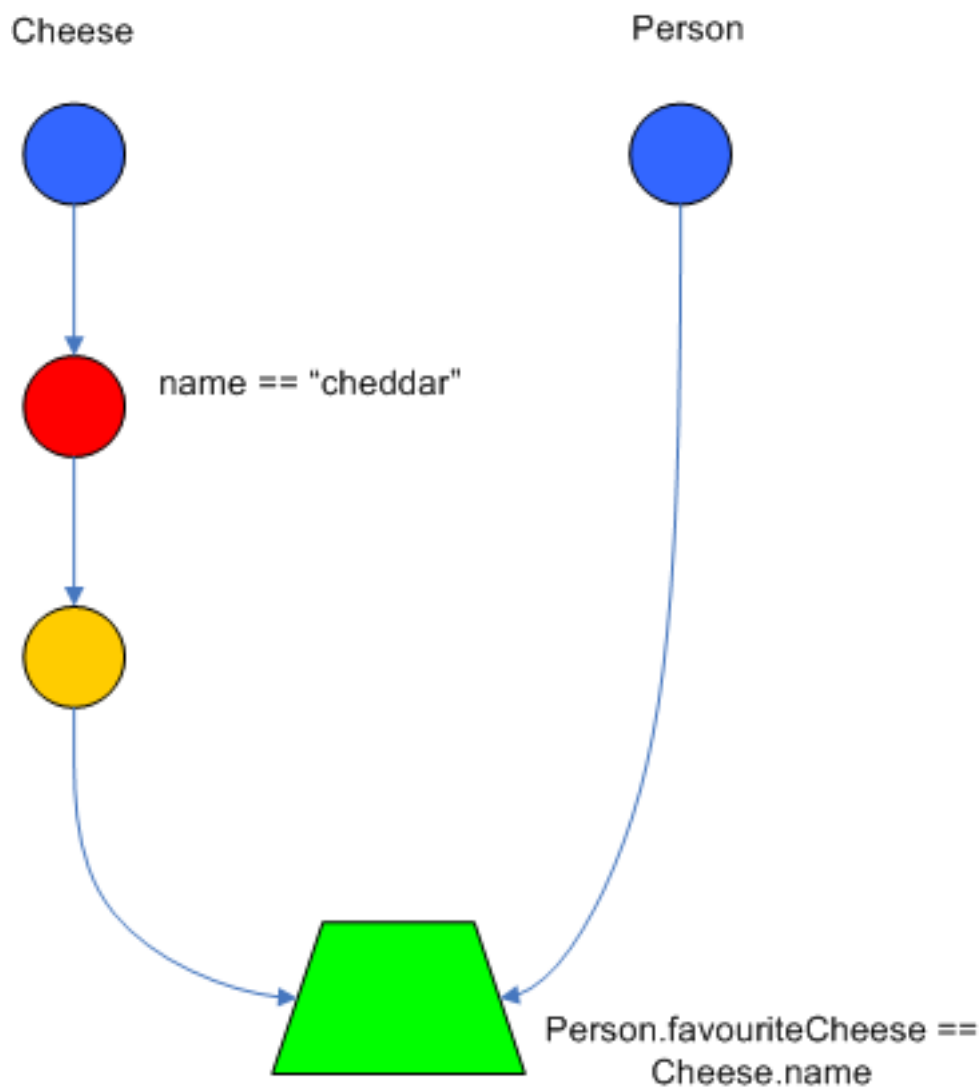 Cheese
Person
name == “cheddar”
Person.favouriteCheese ==
Cheese.name